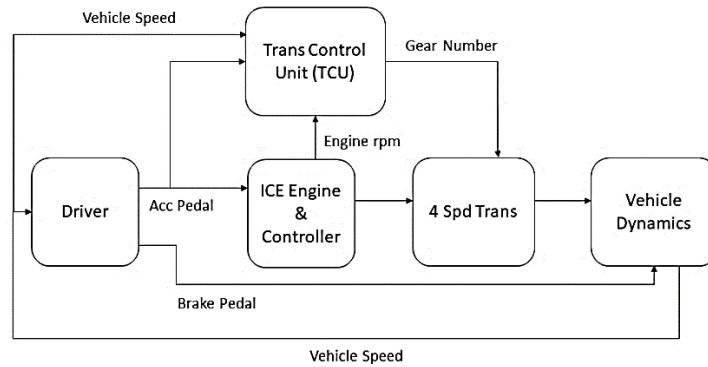 Vehicle Speed
Trans Control
Unit (TCU)
Gear Number
Engine rpm
Driver
Acc Pedal
ICE Engine
&
Controller
4 Spd Trans
Vehicle
Dynamics
Brake Pedal
Vehicle Speed